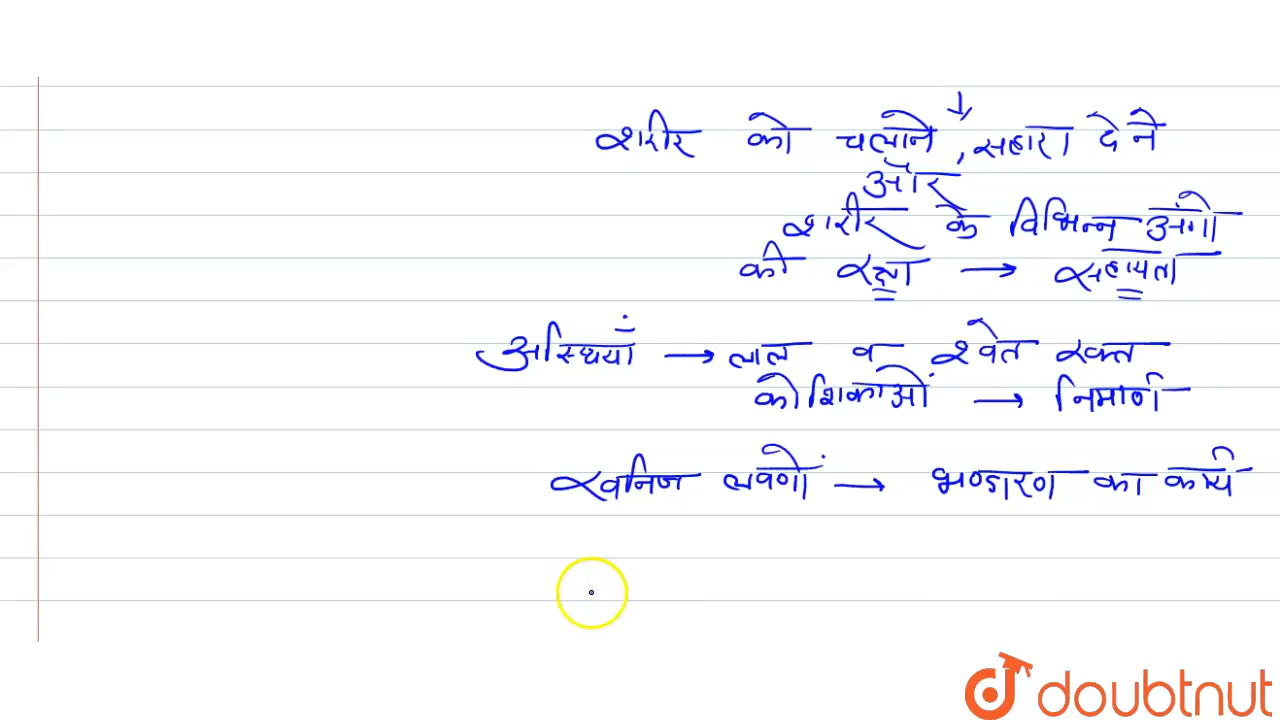 शरीर को चलाने, सहारा देने
और
शरीर के विभिन्न अंगो
की रक्षा → सहायता
अस्थियाँ → लाल व श्वेत रक्त
कोशिकाओं → निमार्ण
खनिज लवणों → भण्डारण का कार्य
doubtnut